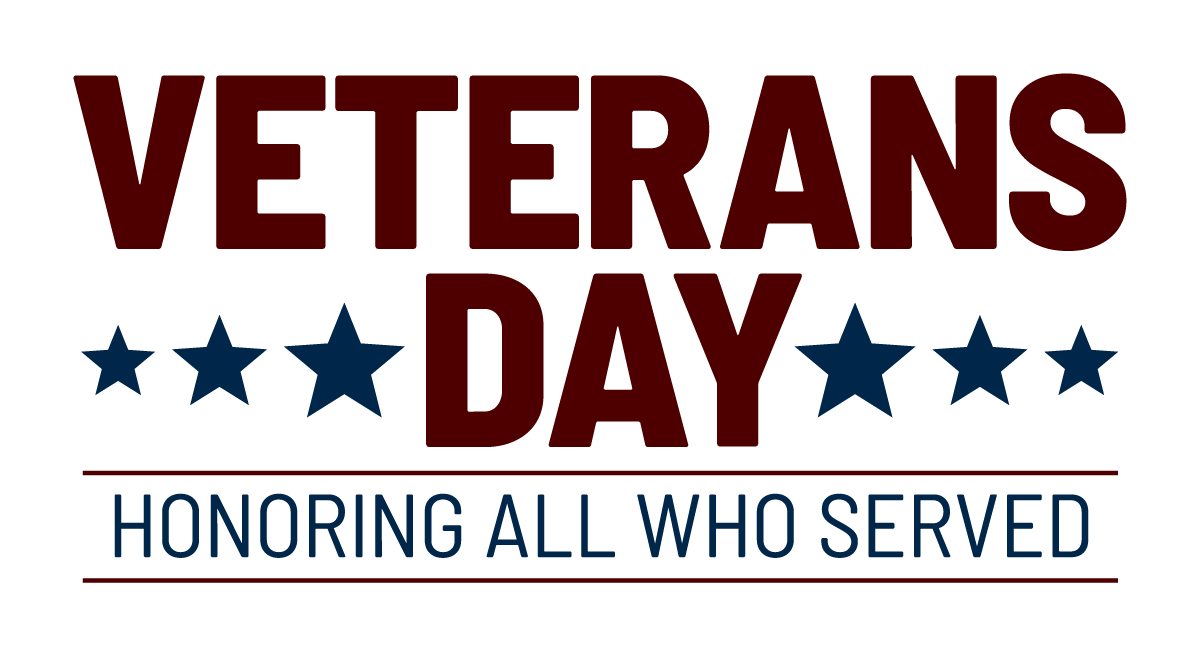 VETERANS
DAY
HONORING ALL WHO SERVED